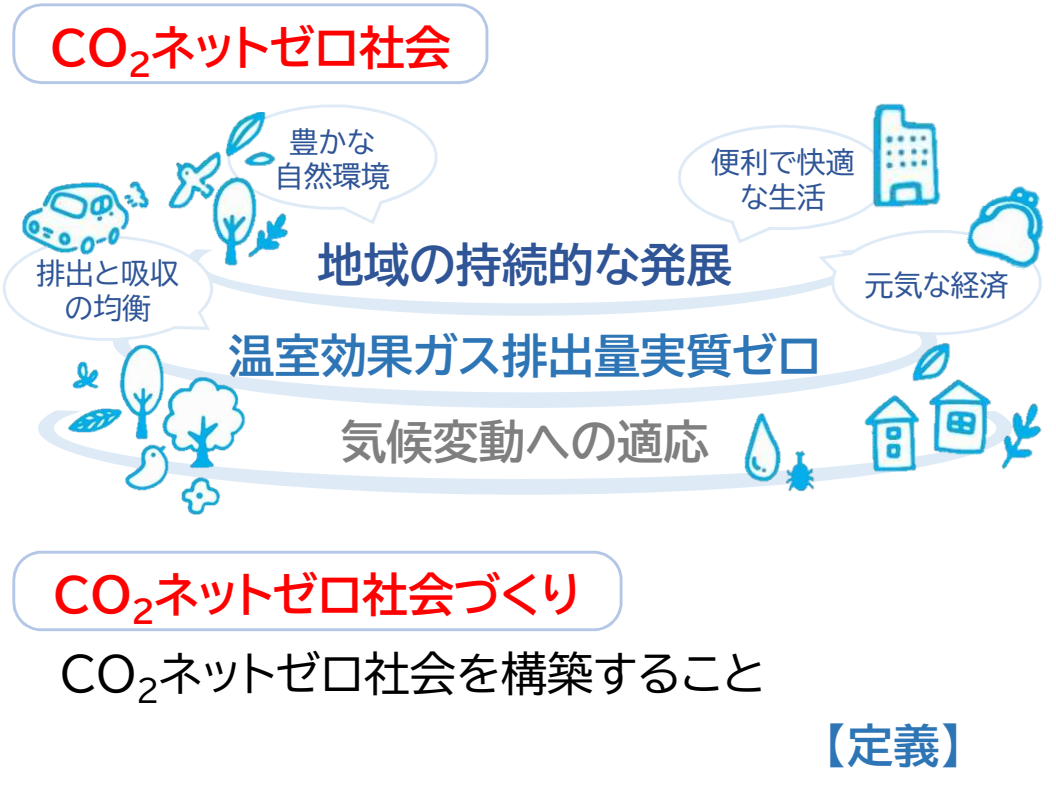 CO₂ネットゼロ社会
豊かな
自然環境
便利で快適
な生活
排出と吸収
の均衡
地域の持続的な発展
元気な経済
温室効果ガス排出量実質ゼロ
気候変動への適応
CO₂ネットゼロ社会づくり
CO₂ネットゼロ社会を構築すること
【定義】